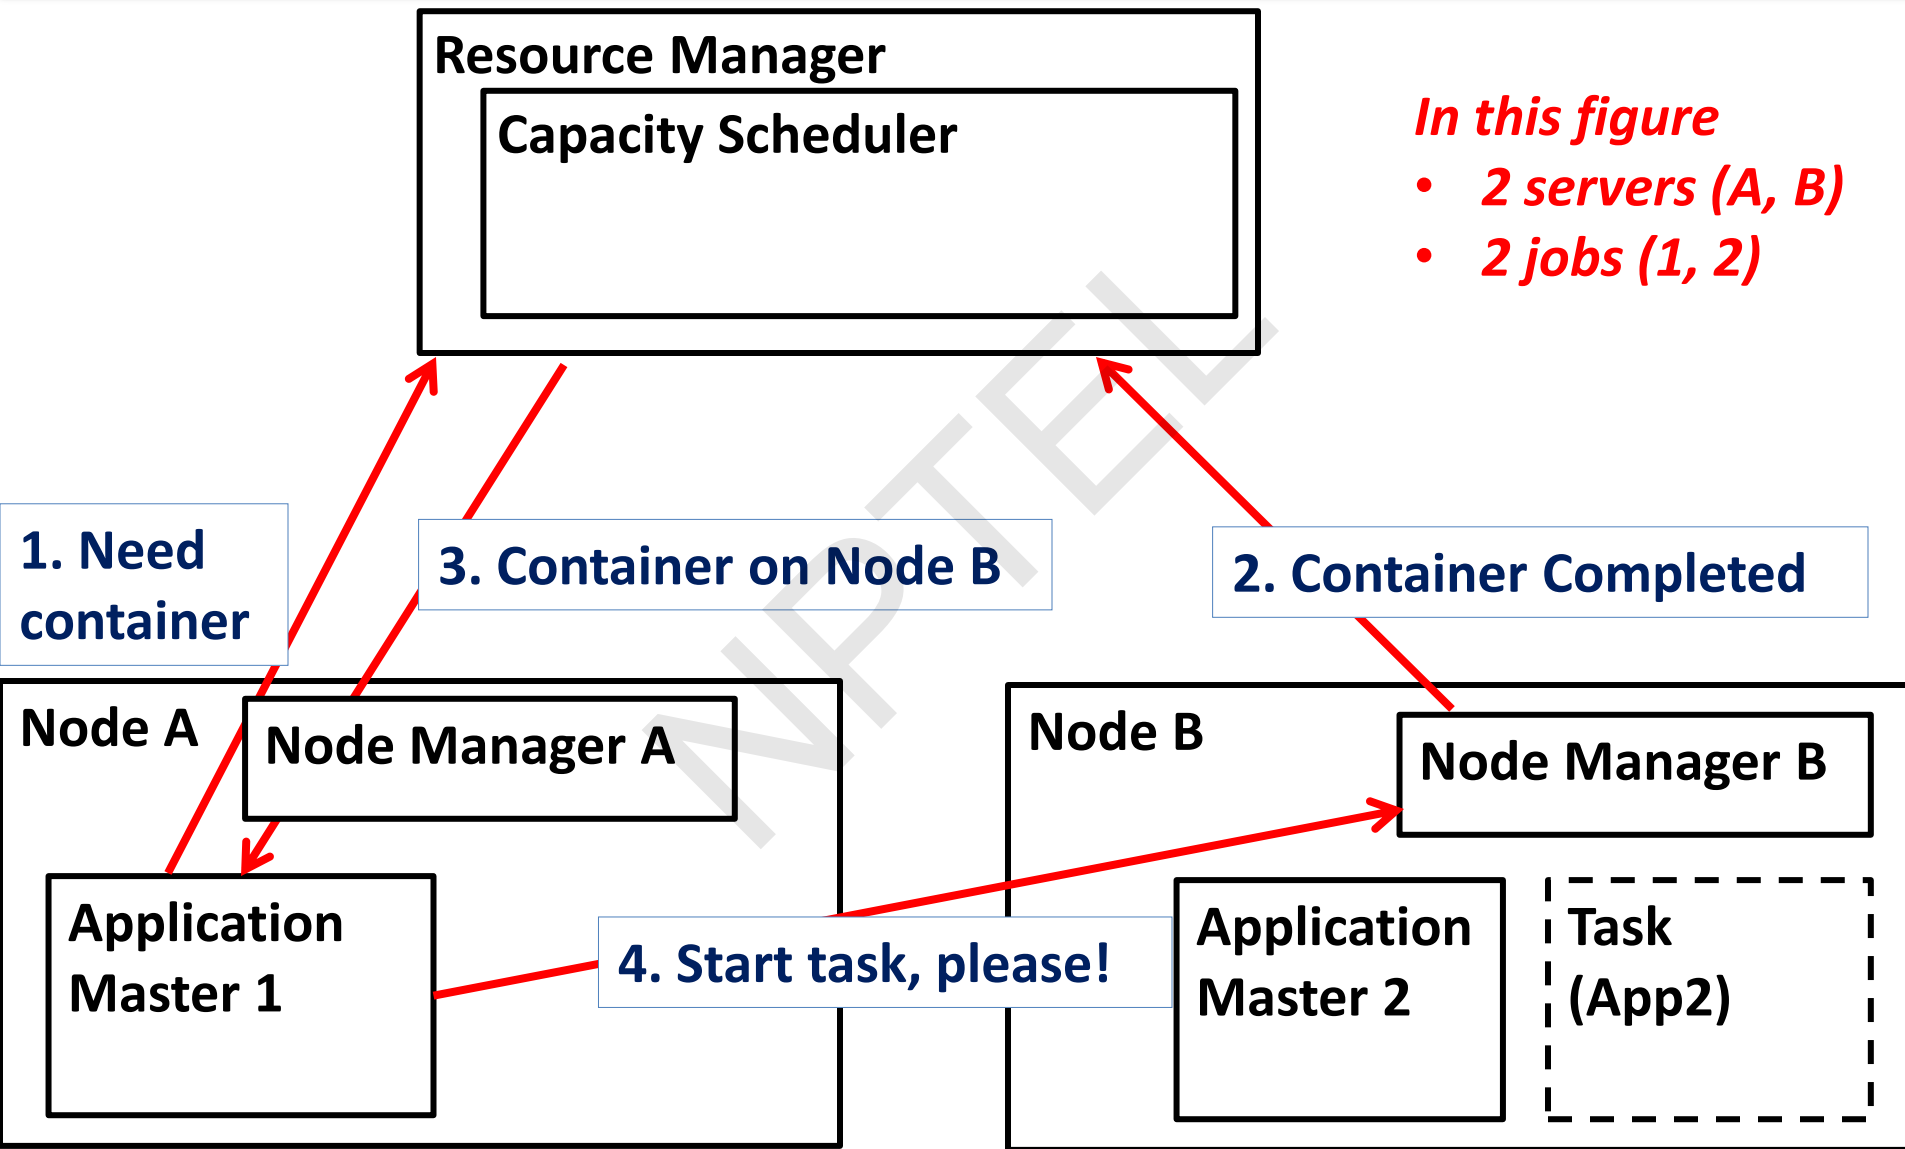 Resource Manager
Capacity Scheduler
In this figure
• 2 servers (A, B)
• 2 jobs (1, 2)
1. Need
container
3. Container on Node B
2. Container Completed
Node A
Node Manager A
Node B
Node Manager B
Application
Master 1
4. Start task, please!
Application
Master 2
Task
(App2)
NPTEL